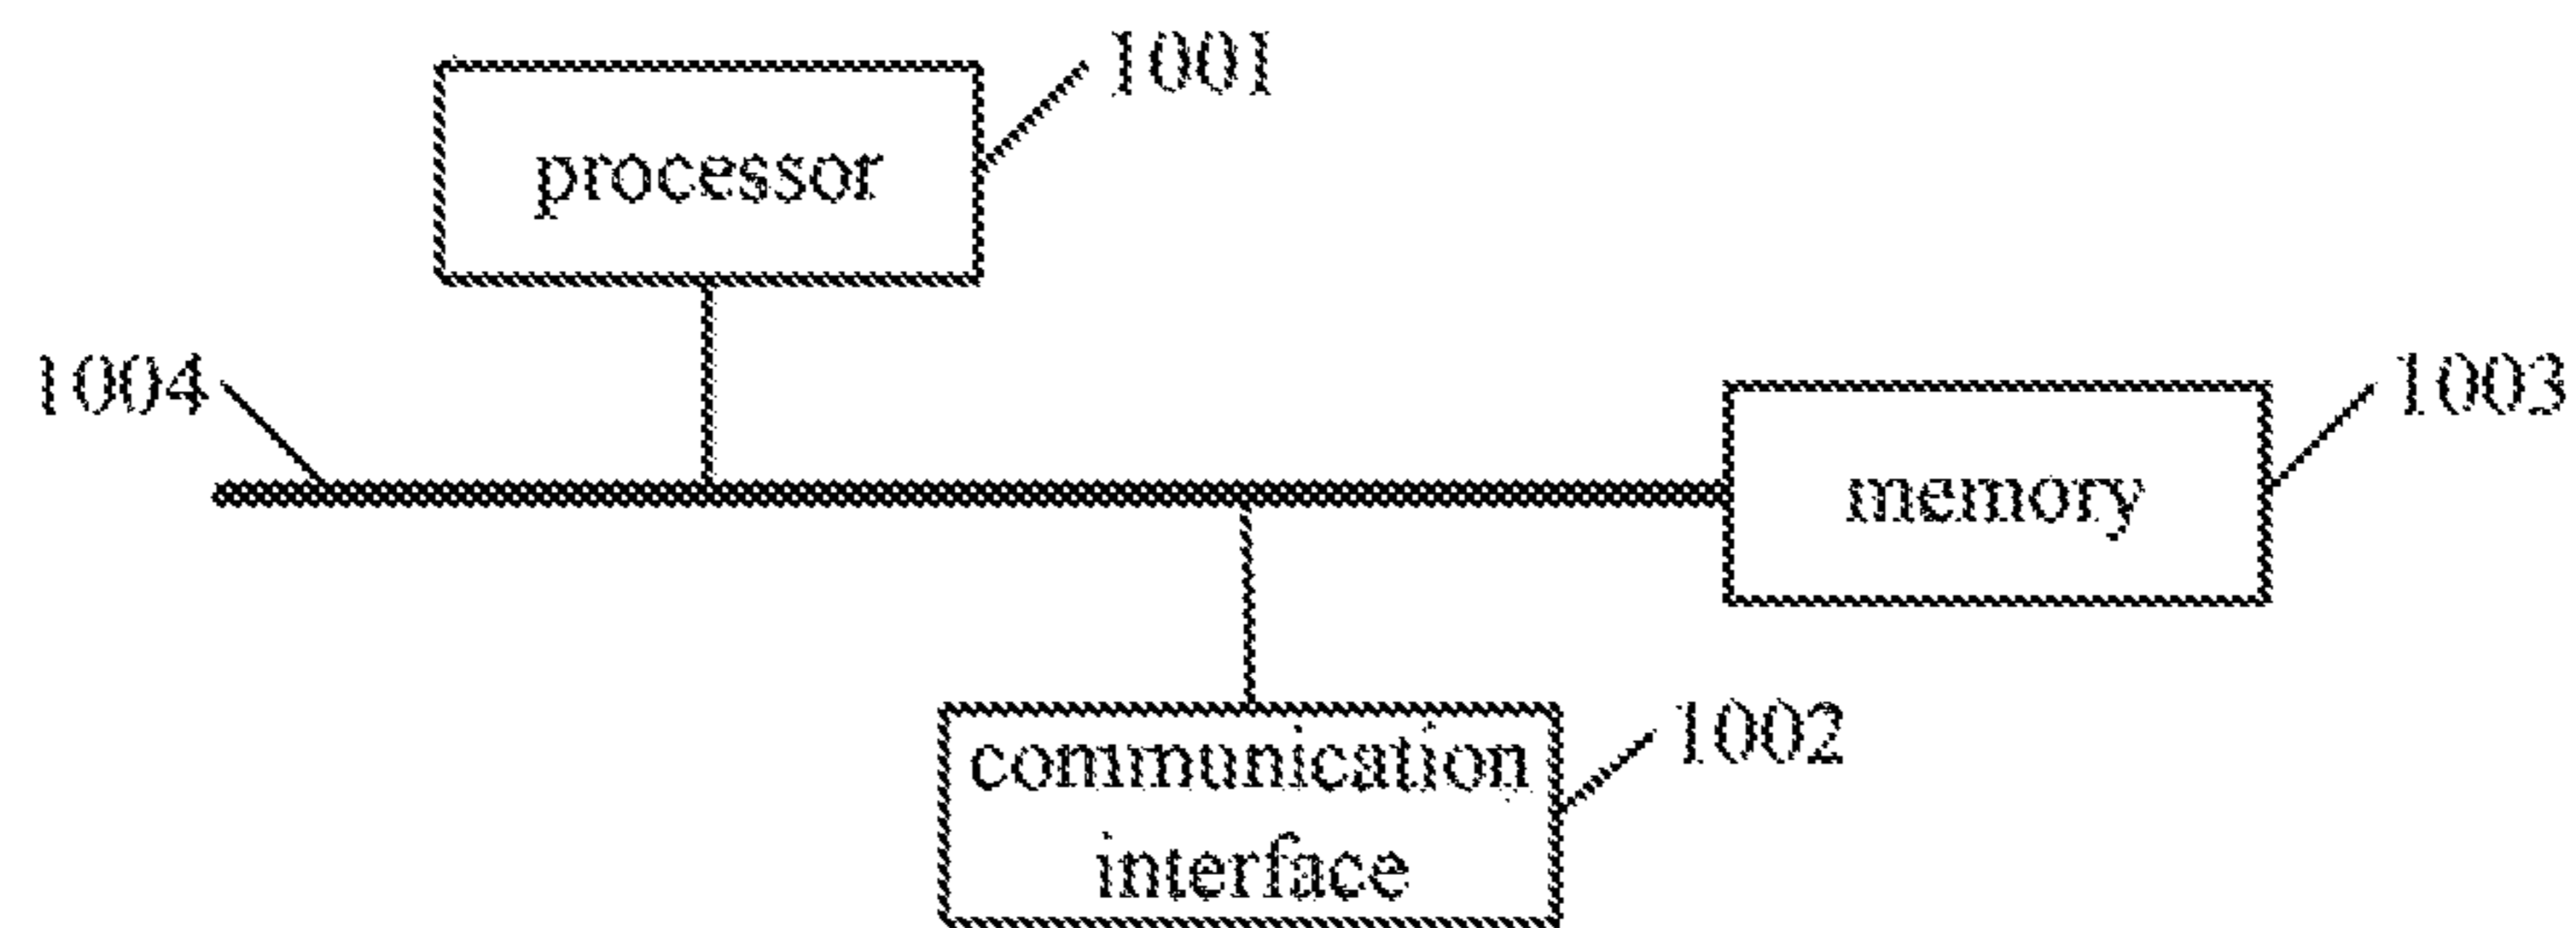 1001
processor
1004
1003
memory
1002
communication
interface